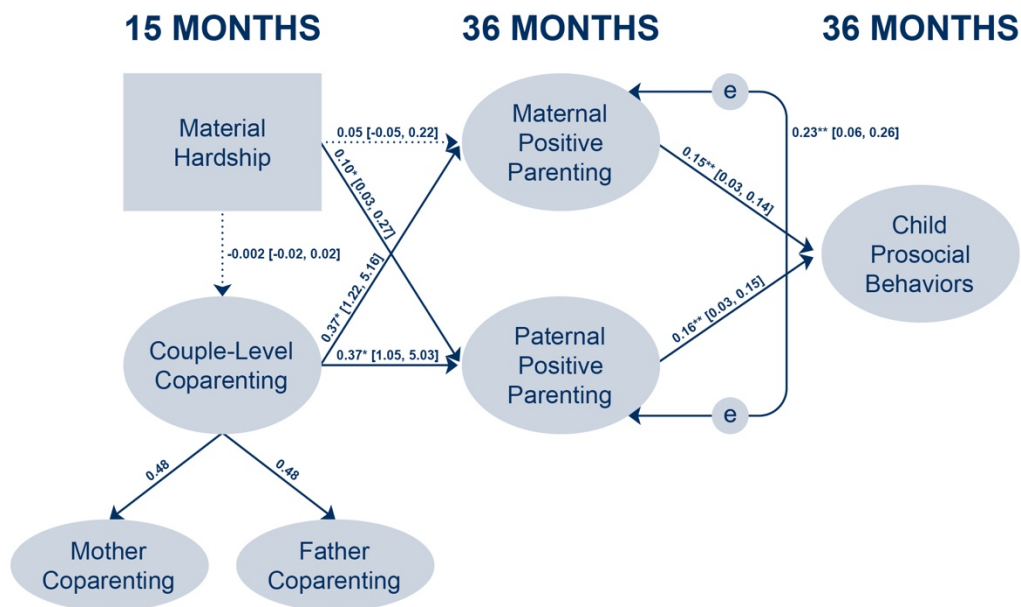 15 MONTHS
36 MONTHS
36 MONTHS
Material
Hardship
0.05 [-0.05, 0.22]
0.10* [0.03, 0.27]
Maternal
Positive
Parenting
e
0.23** [0.06, 0.26]
0.15** [0.03, 0.14]
Child
Prosocial
Behaviors
-0.002 [-0.02, 0.02]
0.37* [1.22, 5.16]
Couple-Level
Coparenting
0.37* [1.05, 5.03]
Paternal
Positive
Parenting
0.16** [0.03, 0.15]
e
0.48
0.48
Mother
Coparenting
Father
Coparenting